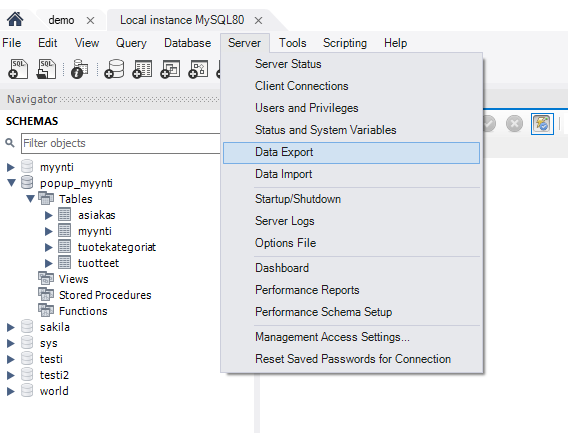 demo
Local instance MySQL80
File Edit View Query Database Server Tools Scripting Help
Navigator
SCHEMAS
Filter objects
myynti
popup_myynti
Tables
asiakas
myynti
tuotekategoriat
tuotteet
Views
Stored Procedures
Functions
sakila
sys
testi
testi2
world
Server Status
Client Connections
Users and Privileges
Status and System Variables
Data Export
Data Import
Startup/Shutdown
Server Logs
Options File
Dashboard
Performance Reports
Performance Schema Setup
Management Access Settings...
Reset Saved Passwords for Connection